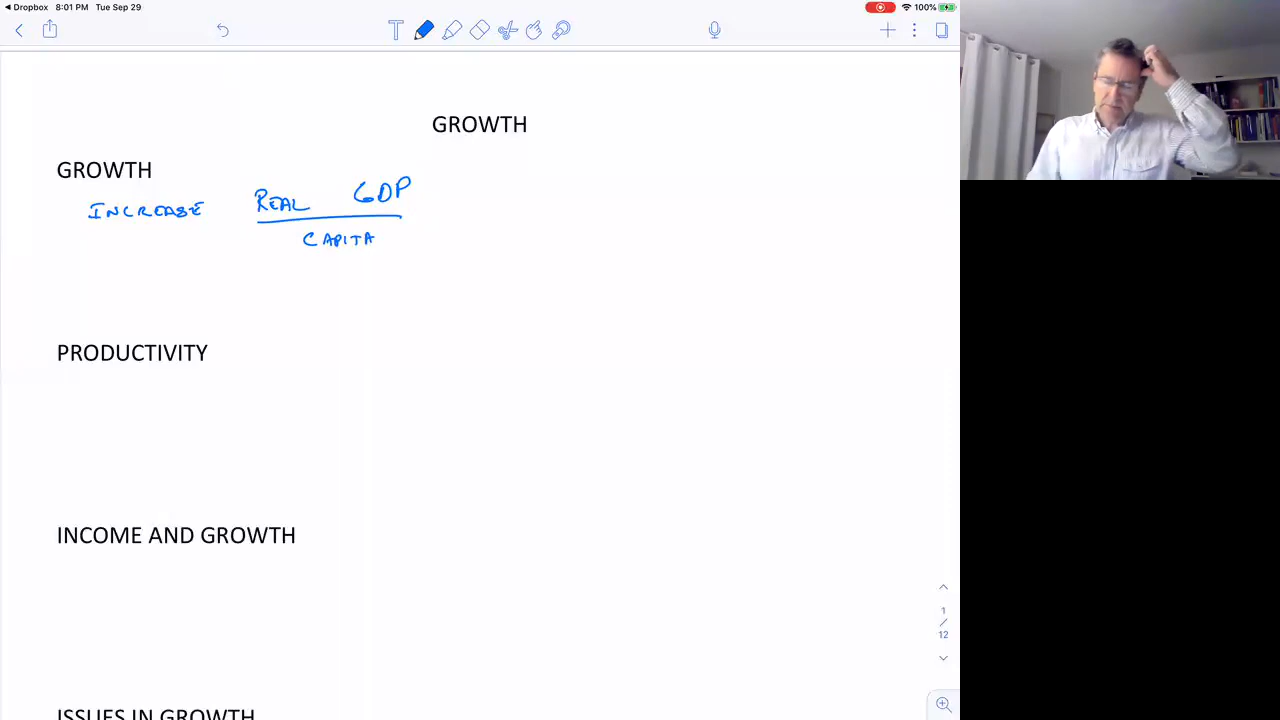 Dropbox 8:01 PM Tue Sep 29 100%
T
GROWTH
GROWTH
INCREASE REAL GDP
CAPITA
PRODUCTIVITY
INCOME AND GROWTH
1
/
12
ISSUES IN GROWTH